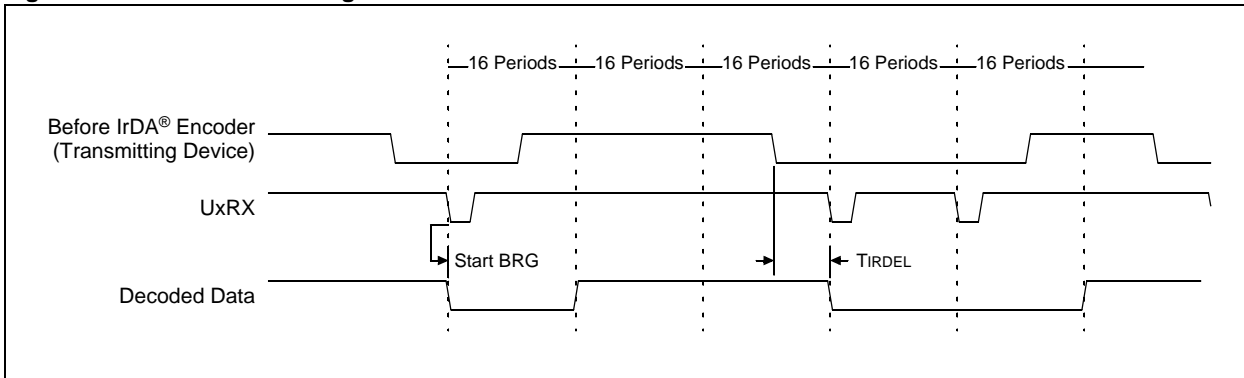 16 Periods 16 Periods 16 Periods 16 Periods 16 Periods
Before IrDA® Encoder
(Transmitting Device)
UxRX
Start BRG
TIRDEL
Decoded Data